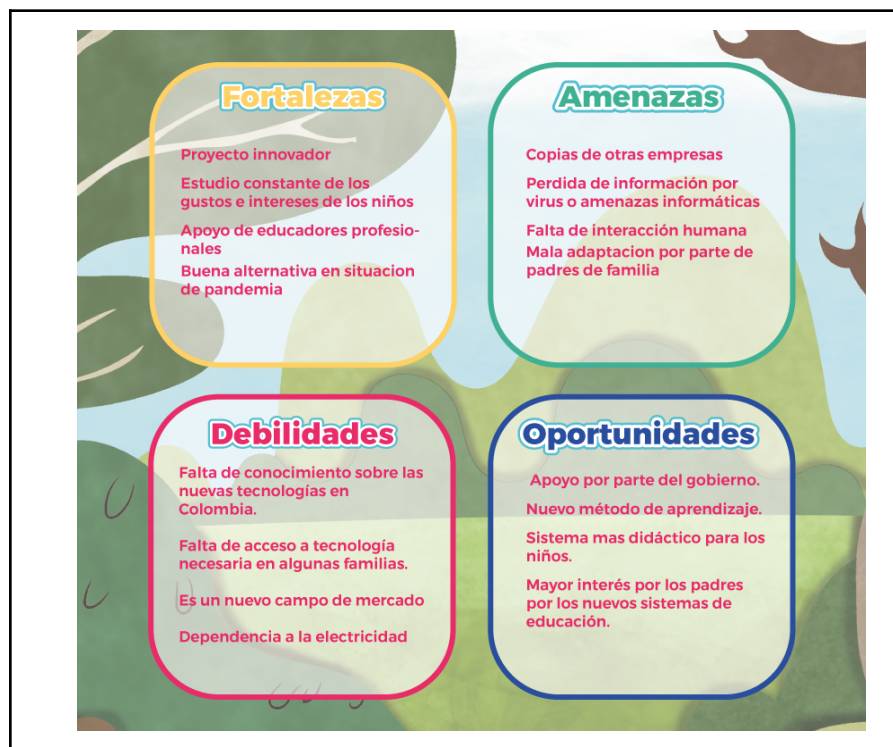 Fortalezas
Proyecto innovador
Estudio constante de los
gustos e intereses de los niños
Apoyo de educadores profesio-
nales
Buena alternativa en situacion
de pandemia
Amenazas
Copias de otras empresas
Perdida de información por
virus o amenazas informáticas
Falta de interacción humana
Mala adaptacion por parte de
padres de familia
Debilidades
Falta de conocimiento sobre las
nuevas tecnologías en
Colombia.
Falta de acceso a tecnología
necesaria en algunas familias.
Es un nuevo campo de mercado
Dependencia a la electricidad
Oportunidades
Apoyo por parte del gobierno.
Nuevo método de aprendizaje.
Sistema mas didáctico para los
niños.
Mayor interés por los padres
por los nuevos sistemas de
educación.